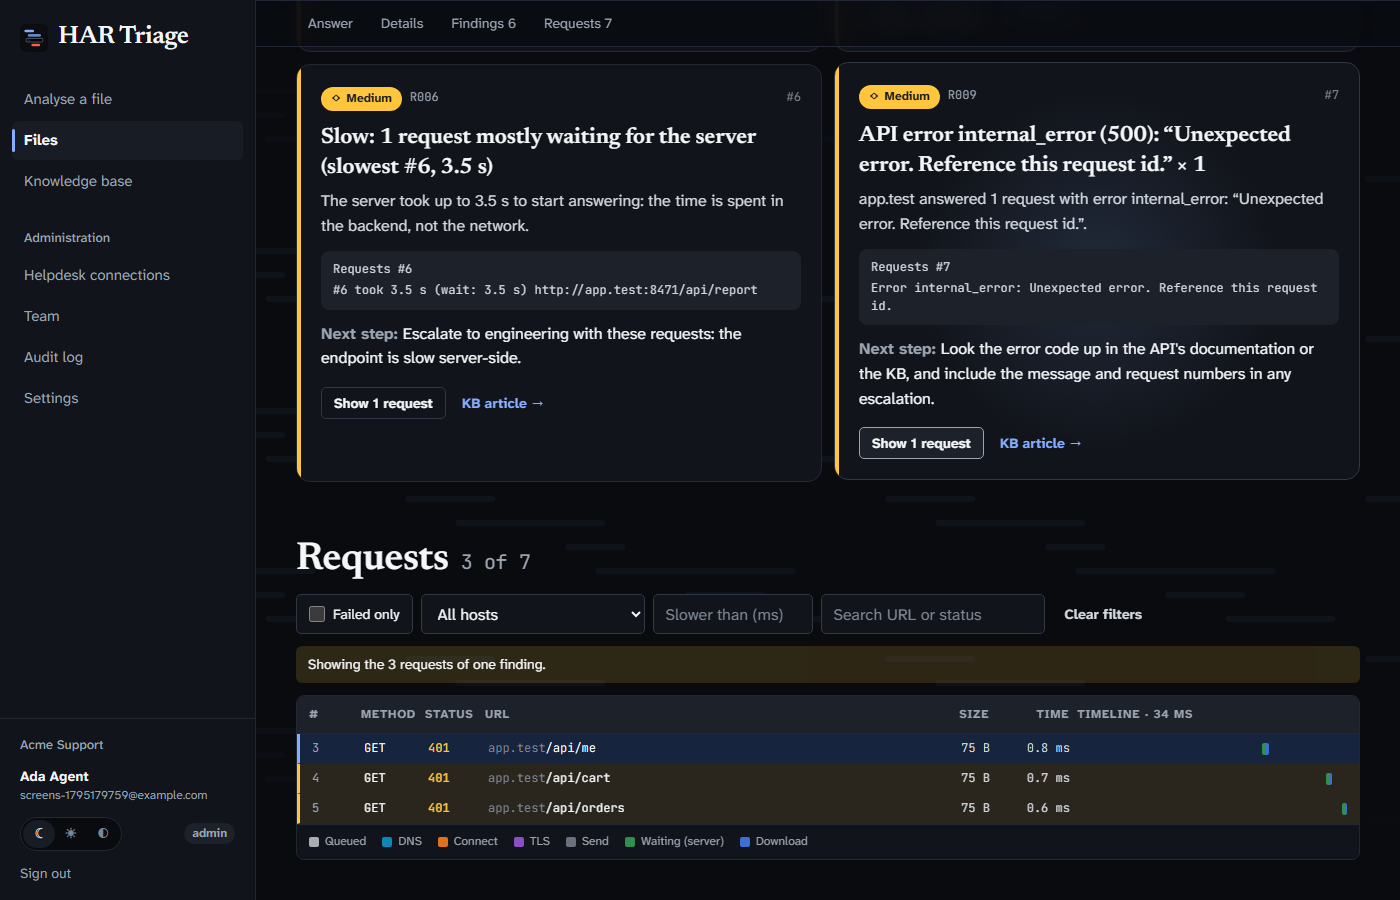 HAR Triage
Analyse a file
Files
Knowledge base
Administration
Helpdesk connections
Team
Audit log
Settings
Acme Support
Ada Agent
screens-1795179759@example.com
admin
Sign out
Answer
Details
Findings 6
Requests 7
Medium
R006
#6
Slow: 1 request mostly waiting for the server
(slowest #6, 3.5 s)
The server took up to 3.5 s to start answering: the time is spent in
the backend, not the network.
Requests #6
#6 took 3.5 s (wait: 3.5 s) http://app.test:8471/api/report
Next step: Escalate to engineering with these requests: the
endpoint is slow server-side.
Show 1 request
KB article →
Medium
R009
#7
API error internal_error (500): “Unexpected
error. Reference this request id.” × 1
app.test answered 1 request with error internal_error: “Unexpected
error. Reference this request id.”.
Requests #7
Error internal_error: Unexpected error. Reference this request
id.
Next step: Look the error code up in the API's documentation or
the KB, and include the message and request numbers in any
escalation.
Show 1 request
KB article →
Requests 3 of 7
Failed only
All hosts
Slower than (ms)
Search URL or status
Clear filters
Showing the 3 requests of one finding.
# METHOD STATUS URL SIZE TIME TIMELINE · 34 MS
3 GET 401 app.test/api/me 75 B 0.8 ms
4 GET 401 app.test/api/cart 75 B 0.7 ms
5 GET 401 app.test/api/orders 75 B 0.6 ms
Queued DNS Connect TLS Send Waiting (server) Download